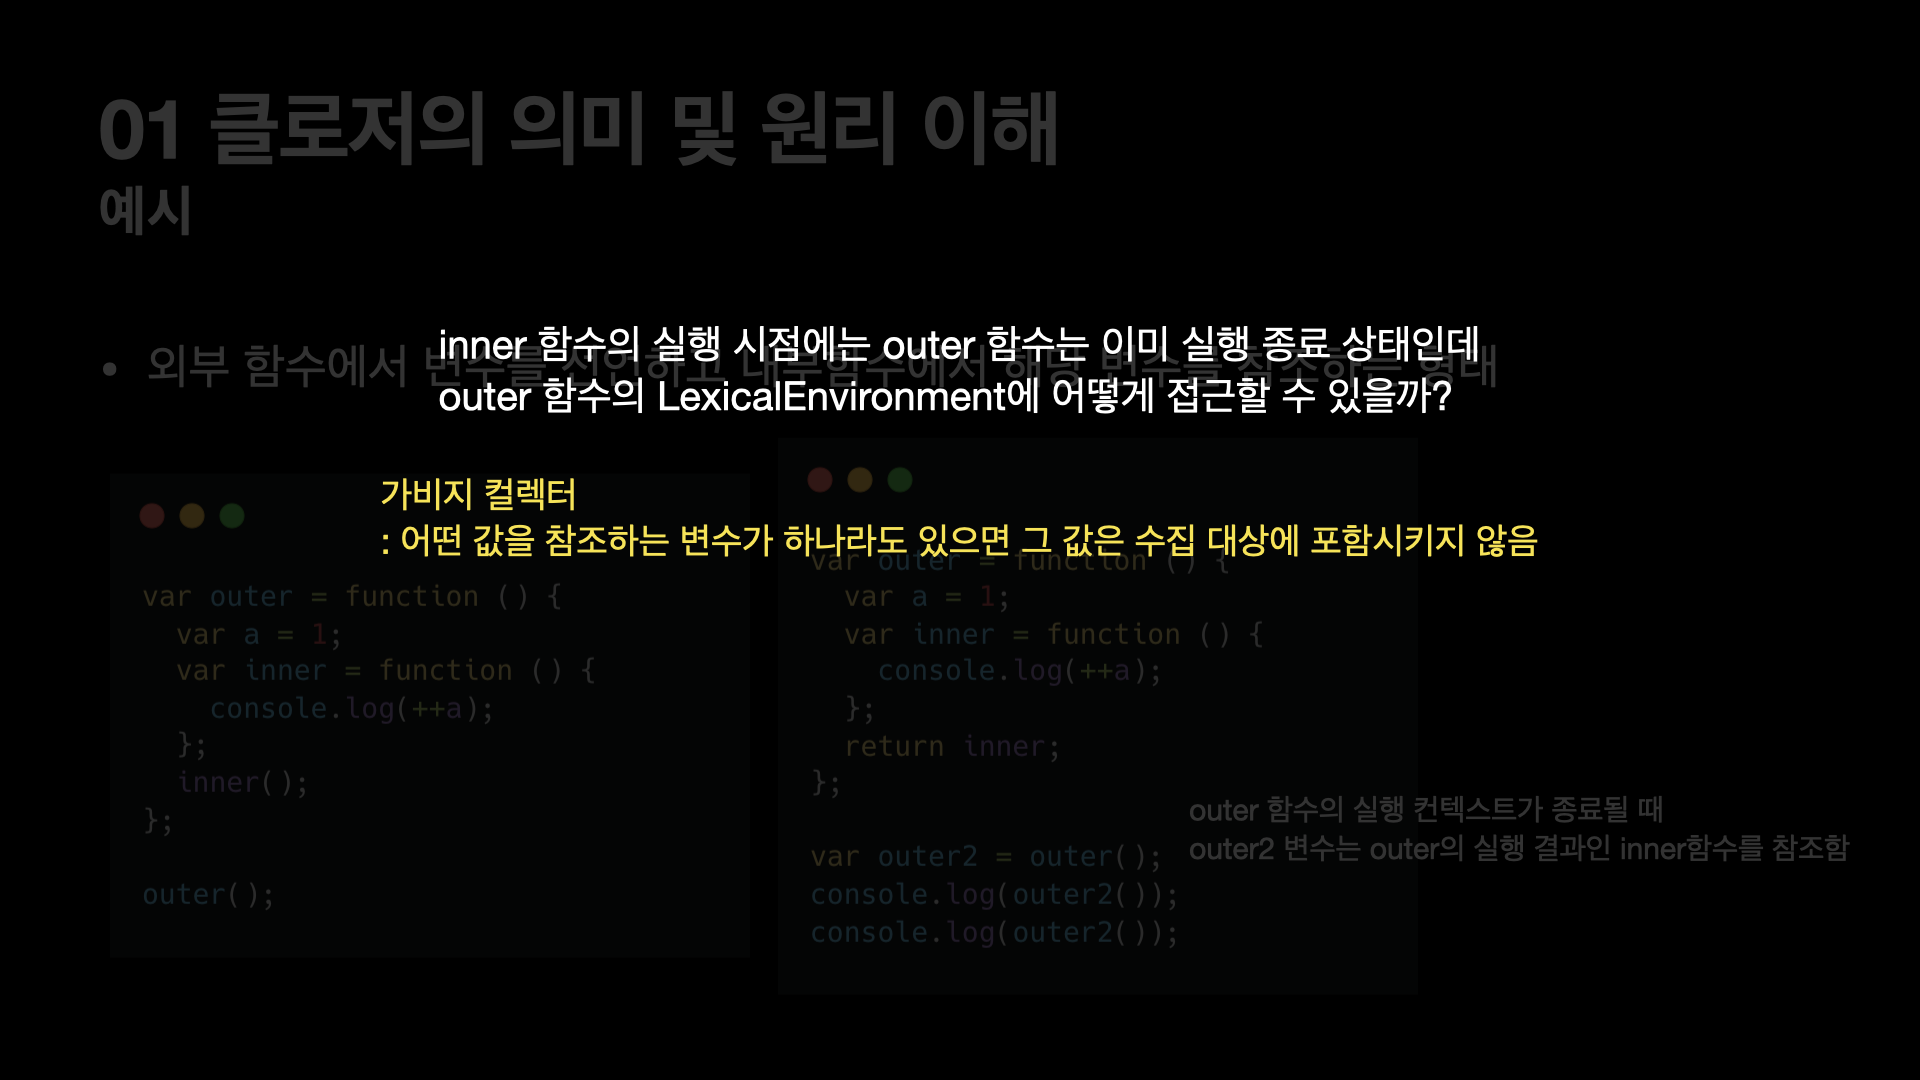 01 클로저의 의미 및 원리 이해
예시
• 외부 함수에서 변수를 선언하고 내부함수에서 해당 변수를 참조하는 형태
inner 함수의 실행 시점에는 outer 함수는 이미 실행 종료 상태인데
outer 함수의 LexicalEnvironment에 어떻게 접근할 수 있을까?
가비지 컬렉터
: 어떤 값을 참조하는 변수가 하나라도 있으면 그 값은 수집 대상에 포함시키지 않음
var outer = function () {
  var a = 1;
  var inner = function () {
    console.log(++a);
  };
  inner();
};
outer();
var outer = function () {
  var a = 1;
  var inner = function () {
    console.log(++a);
  };
  return inner;
};
var outer2 = outer();
console.log(outer2());
console.log(outer2());
outer 함수의 실행 컨텍스트가 종료될 때
outer2 변수는 outer의 실행 결과인 inner함수를 참조함